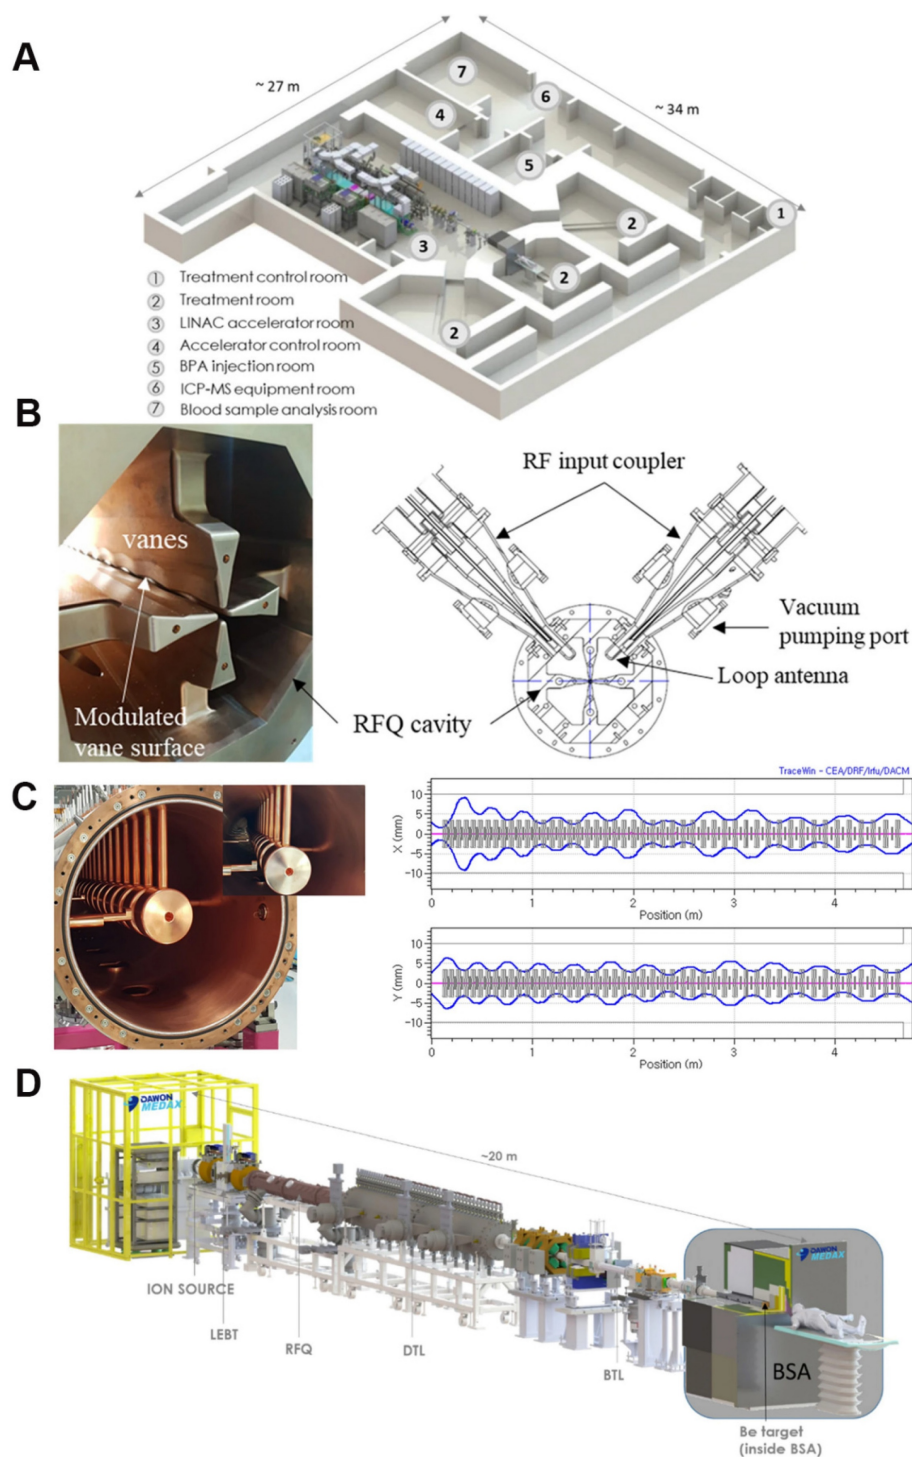 A
~ 27 m
~ 34 m
7
6
4
5
1
2
3
2
2
1 Treatment control room
2 Treatment room
3 LINAC accelerator room
4 Accelerator control room
5 BPA injection room
6 ICP-MS equipment room
7 Blood sample analysis room
B
vanes
Modulated
vane surface
RF input coupler
Vacuum
pumping port
Loop antenna
RFQ cavity
C
TraceWin - CEA/DRF/Irfu/DACM
X (mm)
10
5
0
-5
-10
0 1 2 3 4
Position (m)
Y (mm)
10
5
0
-5
-10
0 1 2 3 4
Position (m)
D
DAWON
MEDAX
~20 m
DAWON
MEDAX
ION SOURCE
LEBT
RFQ
DTL
BTL
BSA
Be target
(inside BSA)